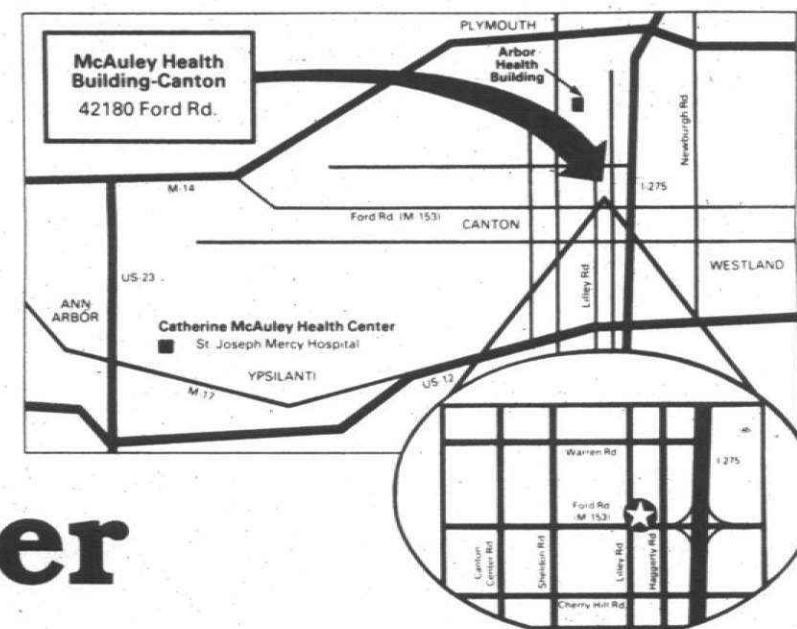 PLYMOUTH
McAuley Health
Building-Canton
42180 Ford Rd.
Arbor
Health
Building
Newburgh Rd
M-14
I-275
Ford Rd. (M 153)
CANTON
WESTLAND
US-23
Lilley Rd
ANN
ARBOR
Catherine McAuley Health Center
St. Joseph Mercy Hospital
YPSILANTI
M-17
US-12
Warren Rd
I-275
Ford Rd
(M 153)
Canton
Center Rd
Sheldon Rd
Lilley Rd
Haggerty Rd
Cherry Hill Rd.
er